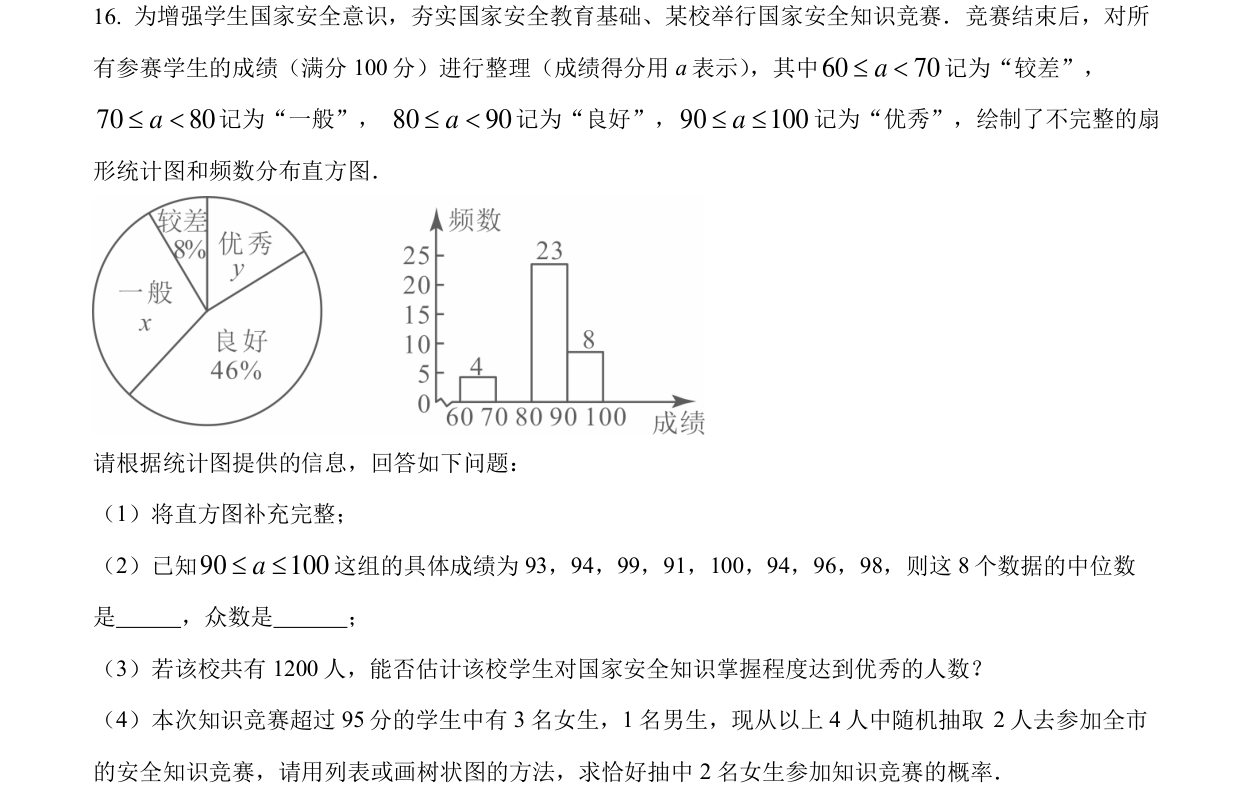 16. 为增强学生国家安全意识，夯实国家安全教育基础、某校举行国家安全知识竞赛．竞赛结束后，对所
有参赛学生的成绩（满分 100 分）进行整理（成绩得分用 a 表示），其中 60 ≤ a < 70 记为“较差”，
70 ≤ a < 80 记为“一般”， 80 ≤ a < 90 记为“良好”，90 ≤ a ≤ 100 记为“优秀”，绘制了不完整的扇
形统计图和频数分布直方图．
较差
8%
优秀
y
一般
x
良好
46%
频数
25
20
15
10
5
0
4
23
8
60 70 80 90 100
成绩
请根据统计图提供的信息，回答如下问题：
（1）将直方图补充完整；
（2）已知 90 ≤ a ≤ 100 这组的具体成绩为 93，94，99，91，100，94，96，98，则这 8 个数据的中位数
是_____，众数是______；
（3）若该校共有 1200 人，能否估计该校学生对国家安全知识掌握程度达到优秀的人数？
（4）本次知识竞赛超过 95 分的学生中有 3 名女生，1 名男生，现从以上 4 人中随机抽取 2 人去参加全市
的安全知识竞赛，请用列表或画树状图的方法，求恰好抽中 2 名女生参加知识竞赛的概率．